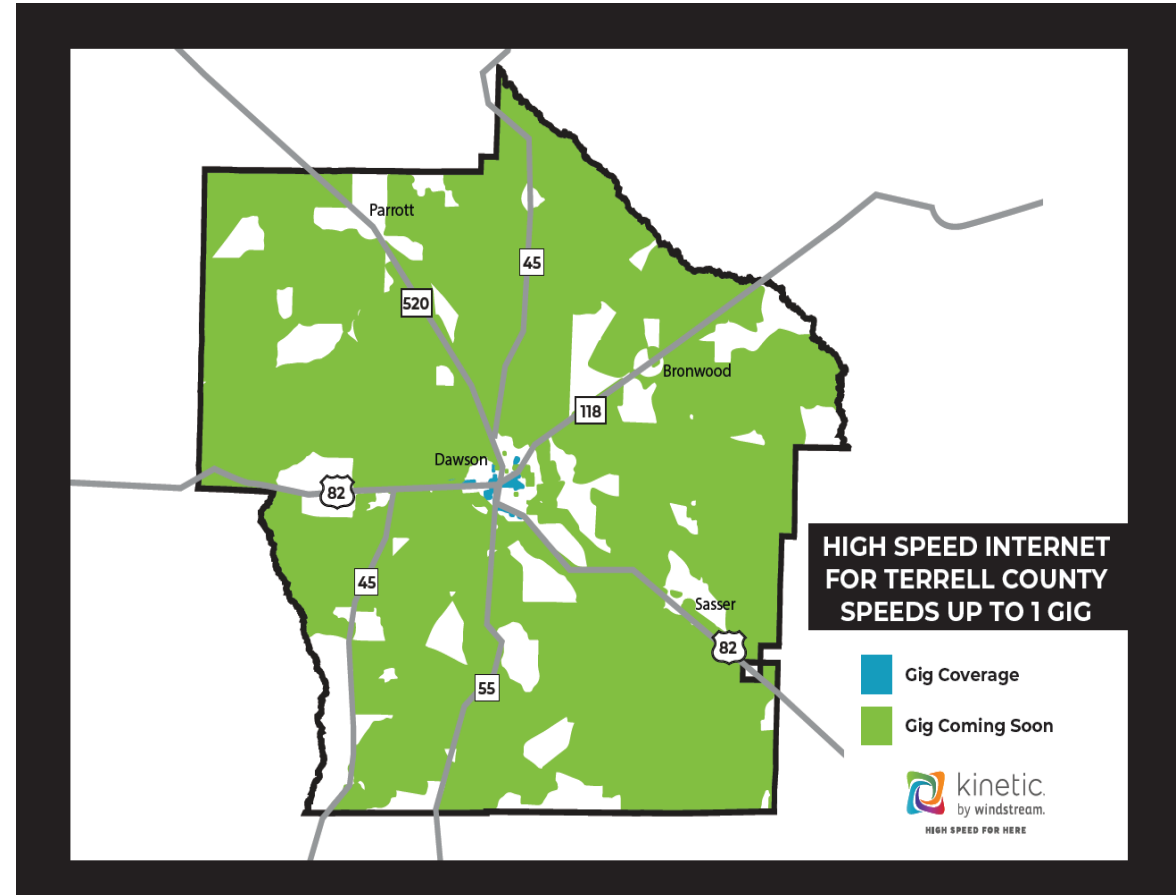 Parrott
45
520
Bronwood
118
Dawson
82
HIGH SPEED INTERNET
FOR TERRELL COUNTY
SPEEDS UP TO 1 GIG
45
Sasser
82
Gig Coverage
55
Gig Coming Soon
kinetic.
by windstream.
HIGH SPEED FOR HERE